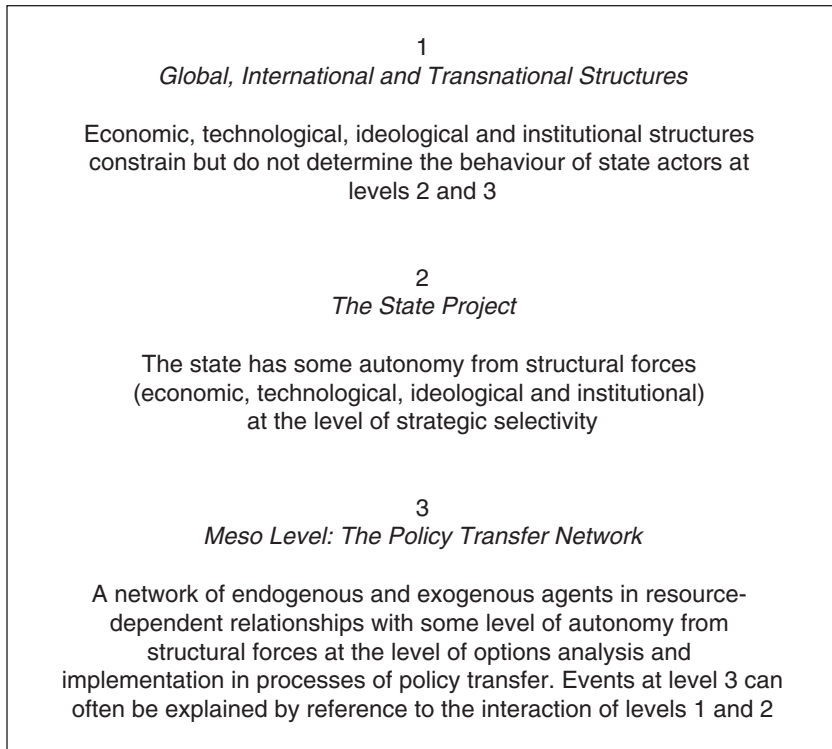 1
Global, International and Transnational Structures
Economic, technological, ideological and institutional structures
constrain but do not determine the behaviour of state actors at
levels 2 and 3
2
The State Project
The state has some autonomy from structural forces
(economic, technological, ideological and institutional)
at the level of strategic selectivity
3
Meso Level: The Policy Transfer Network
A network of endogenous and exogenous agents in resource-
dependent relationships with some level of autonomy from
structural forces at the level of options analysis and
implementation in processes of policy transfer. Events at level 3 can
often be explained by reference to the interaction of levels 1 and 2